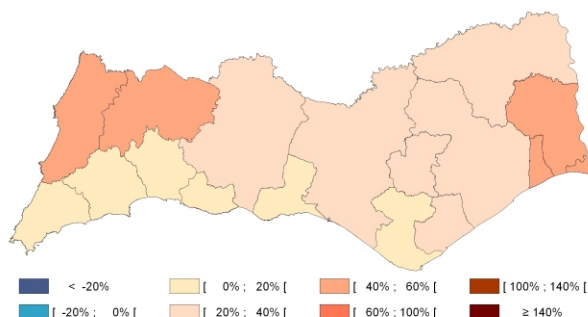 < -20% [ 0% ; 20% [ [ 40% ; 60% [ [ 100% ; 140% [
[ -20% ; 0% [ [ 20% ; 40% [ [ 60% ; 100% [ ≥ 140%